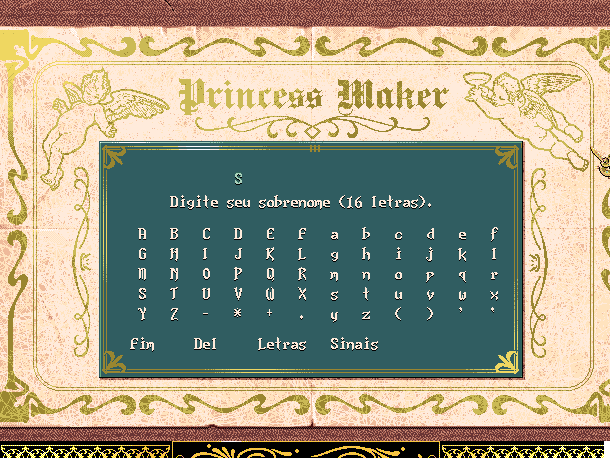 Princess Maker
S
Digite seu sobrenome (16 letras).
A B C D E F a b c d e f
G H I J K L g h i j k l
M N O P Q R m n o p q r
S T U V W X s t u v w x
Y Z - * + . y z ( ) ' `
Fim Del Letras Sinais